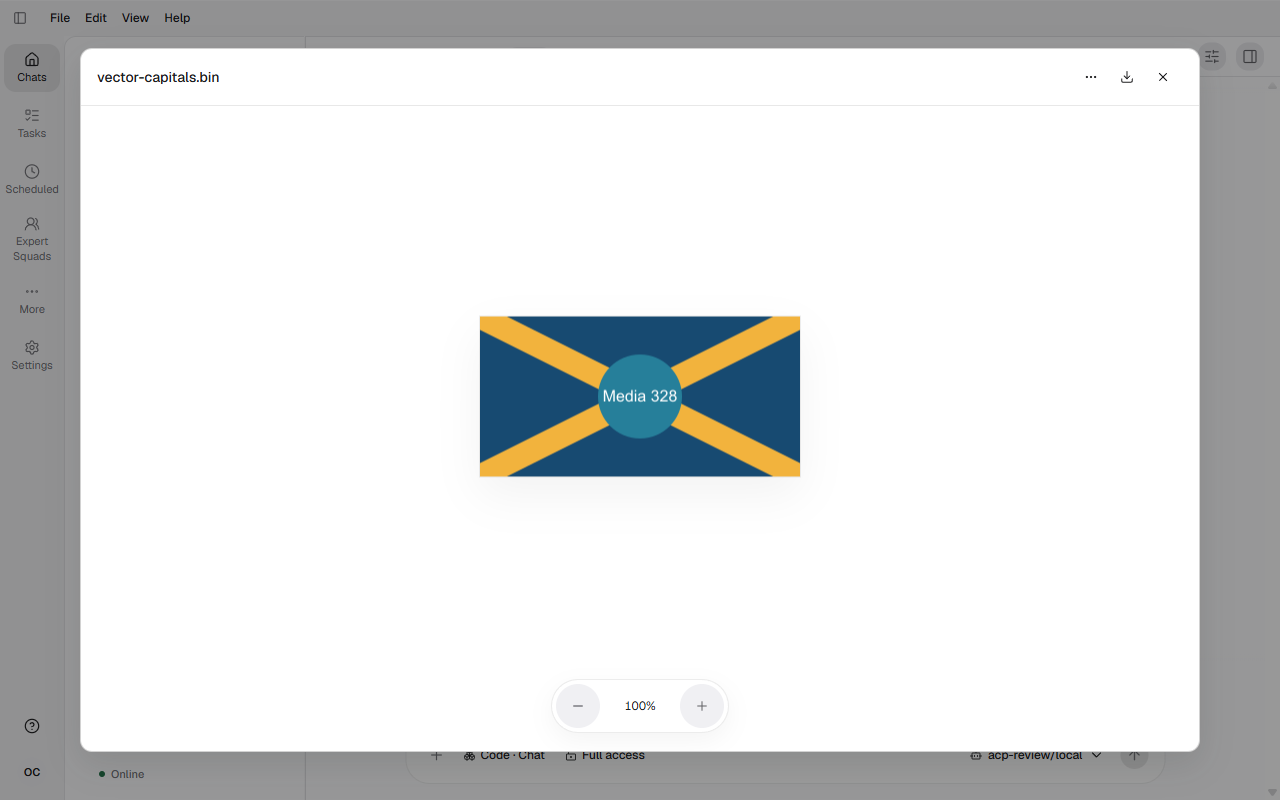 File Edit View Help
vector-capitals.bin
Chats
Tasks
Scheduled
Expert
Squads
More
Settings
Media 328
100%
Code · Chat
Full access
acp-review/local
OC
Online